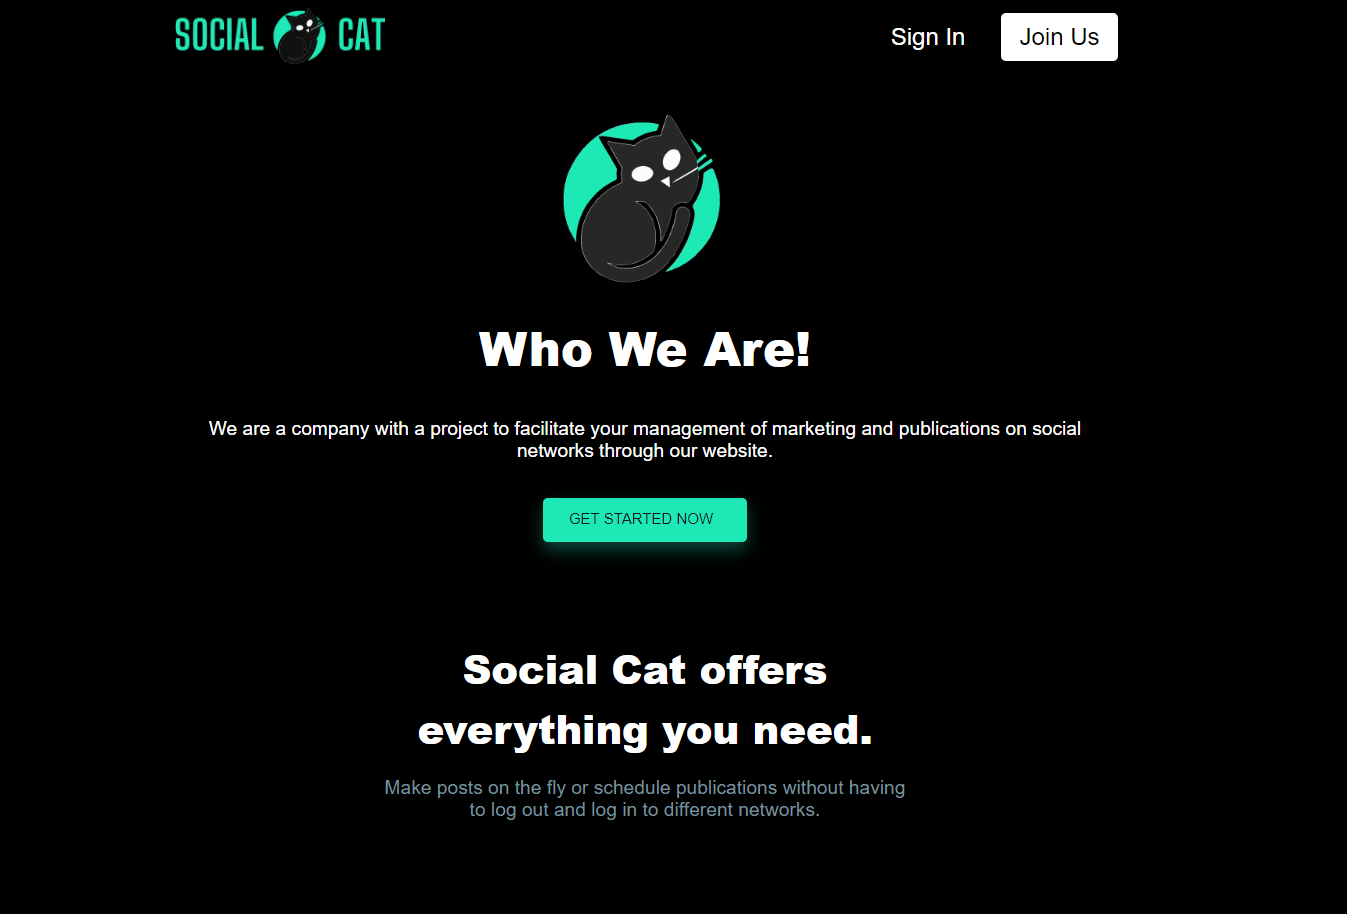 SOCIAL CAT
Sign In
Join Us
Who We Are!
We are a company with a project to facilitate your management of marketing and publications on social
networks through our website.
GET STARTED NOW
Social Cat offers
everything you need.
Make posts on the fly or schedule publications without having
to log out and log in to different networks.